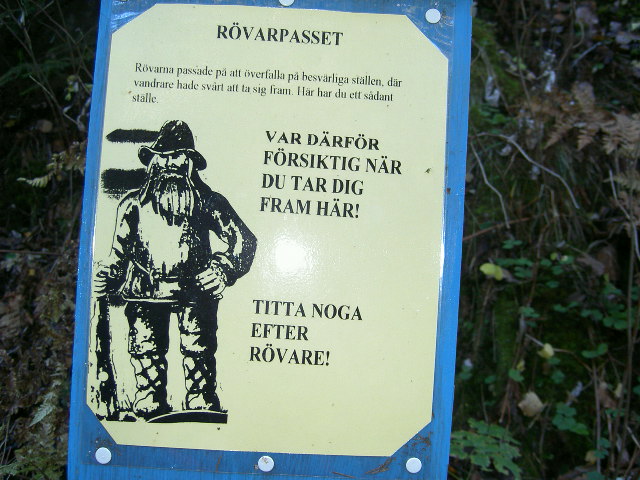 RÖVARPASSET
Rövarna passade på att överfalla på besvärliga ställen, där
vandrare hade svårt att ta sig fram. Här har du ett sådant
ställe.
VAR DÄRFÖR
FÖRSIKTIG NÄR
DU TAR DIG
FRAM HÄR!
TITTA NOGA
EFTER
RÖVARE!